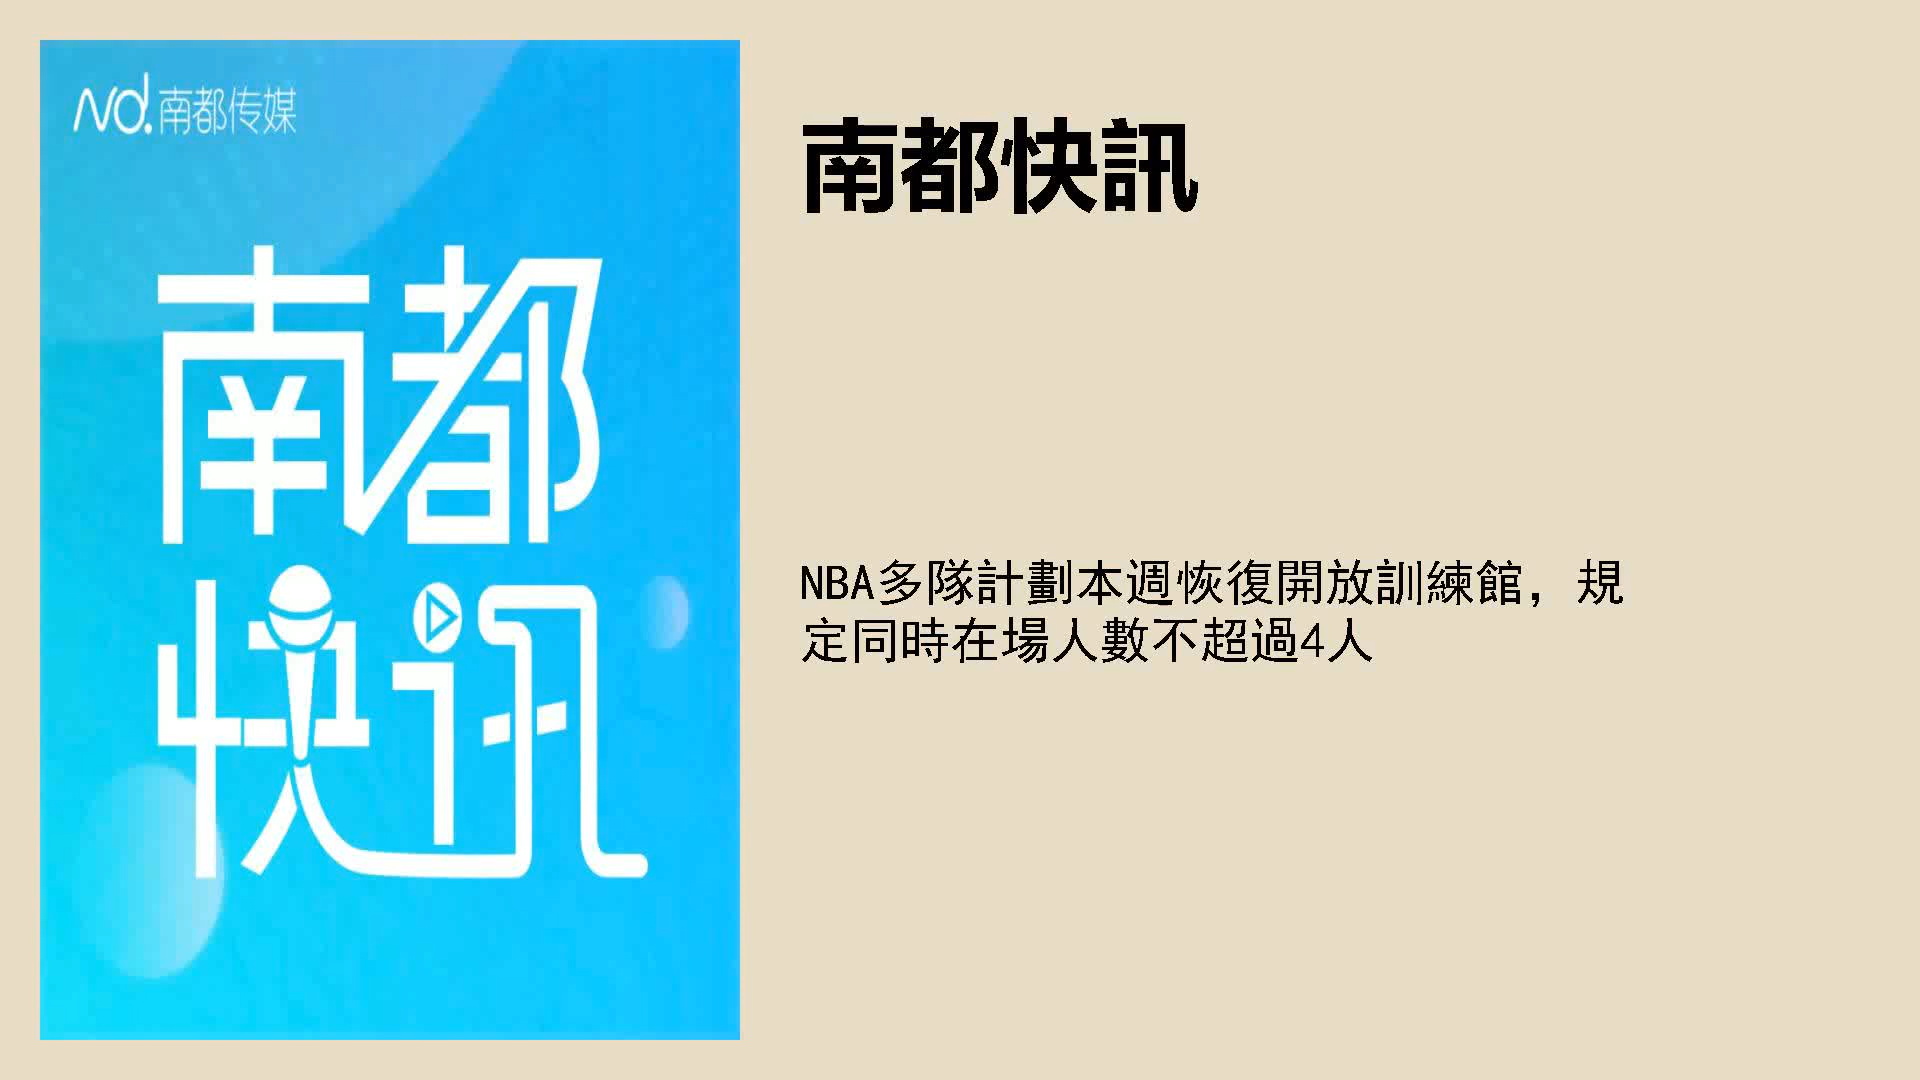 Nd.南都传媒
南都
快讯
南都快訊
NBA多隊計劃本週恢復開放訓練館，規
定同時在場人數不超過4人